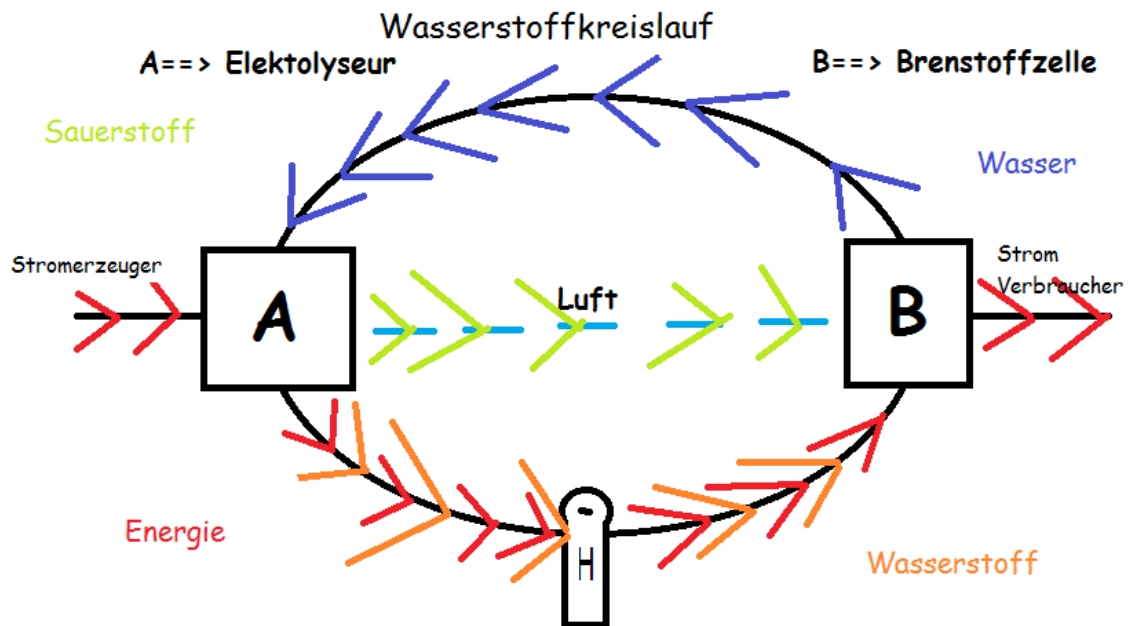 Wasserstoffkreislauf
A==> Elektolyseur
B==> Brenstoffzelle
Sauerstoff
Wasser
Stromerzeuger
Strom
Verbraucher
A
Luft
B
Energie
H
Wasserstoff